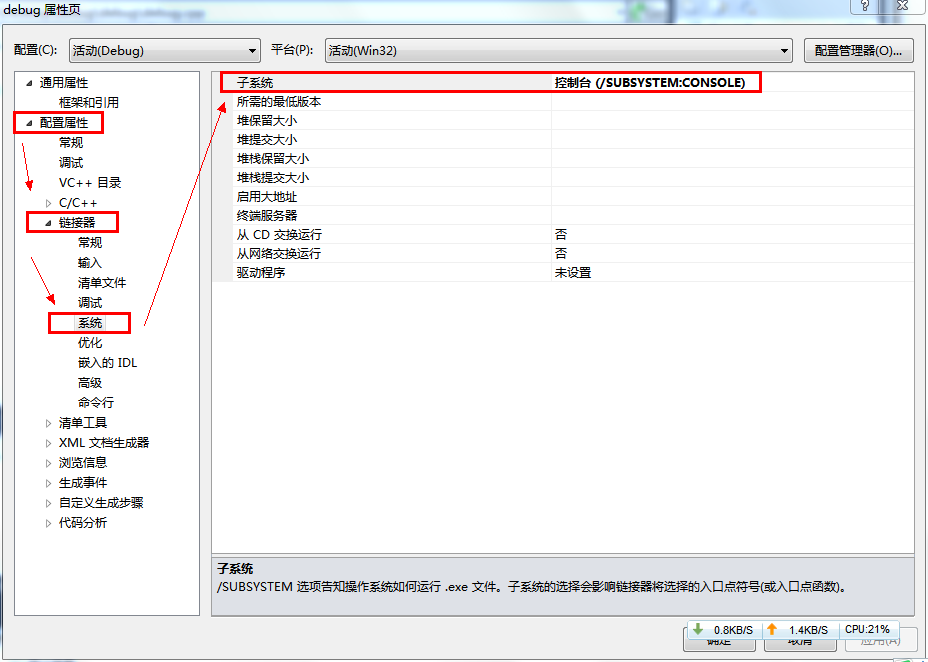 debug 属性页
配置(C): 活动(Debug) 平台(P): 活动(Win32) 配置管理器(O)...
通用属性
框架和引用
配置属性
常规
调试
VC++ 目录
C/C++
链接器
常规
输入
清单文件
调试
系统
优化
嵌入的 IDL
高级
命令行
清单工具
XML 文档生成器
浏览信息
生成事件
自定义生成步骤
代码分析
子系统 控制台 (/SUBSYSTEM:CONSOLE)
所需的最低版本
堆保留大小
堆提交大小
堆栈保留大小
堆栈提交大小
启用大地址
终端服务器
从 CD 交换运行 否
从网络交换运行 否
驱动程序 未设置
子系统
/SUBSYSTEM 选项告知操作系统如何运行 .exe 文件。子系统的选择会影响链接器将选择的入口点符号(或入口点函数)。
0.8KB/S 1.4KB/S CPU:21%
确定 取消 应用(A)